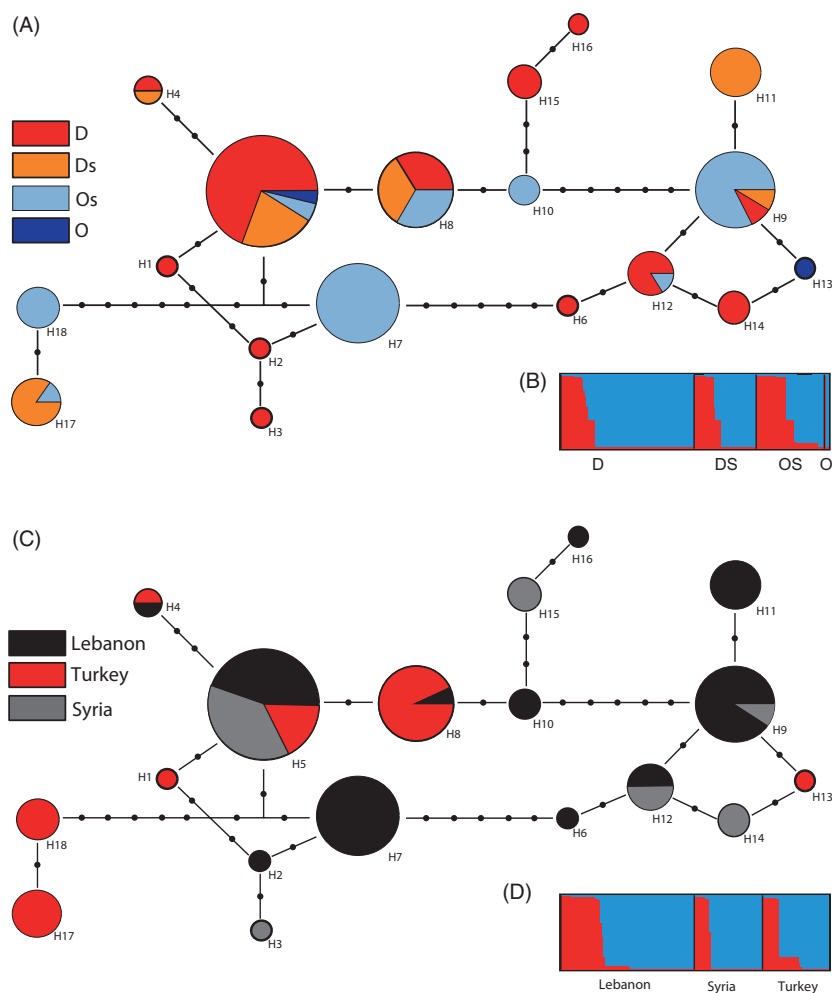 (A)
H16
H4
H15
H11
D
Ds
Os
O
H8
H10
H9
H1
H13
H12
H14
H18
H7
H6
H2
H17
H3
(B)
D DS OS O
(C)
H16
H4
H15
H11
Lebanon
Turkey
Syria
H5
H8
H10
H9
H1
H13
H12
H14
H18
H7
H6
H2
H17
H3
(D)
Lebanon Syria Turkey